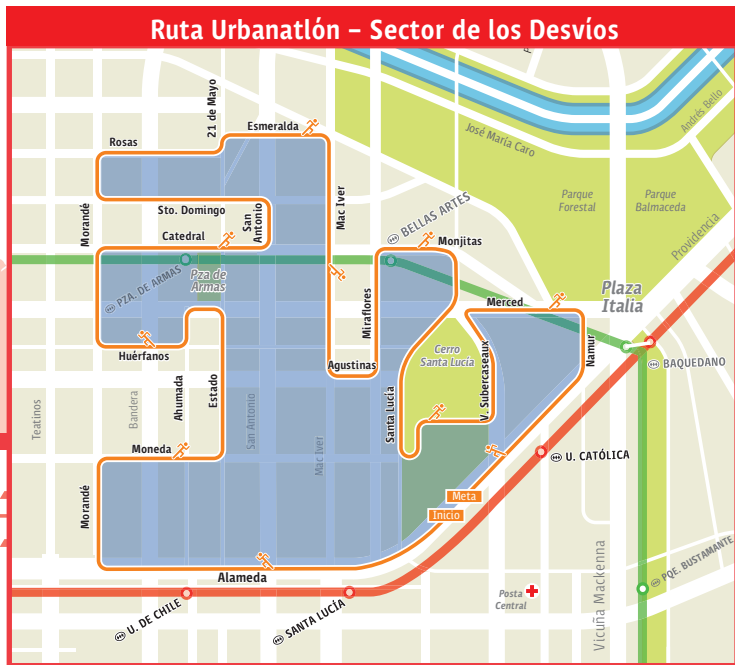 Ruta Urbanatlón – Sector de los Desvíos
21 de Mayo
Esmeralda
Rosas
José María Caro
Andrés Bello
Morandé
Sto. Domingo
San
Antonio
Mac Iver
Catedral
BELLAS ARTES
Monjitas
Parque
Forestal
Parque
Balmaceda
Providencia
PZA. DE ARMAS
Pza de
Armas
Plaza
Italia
Merced
Miraflores
Huérfanos
Agustinas
Cerro
Santa Lucía
V. Subercaseaux
Namur
BAQUEDANO
Teatinos
Bandera
Ahumada
Estado
San Antonio
Mac Iver
Santa Lucía
Moneda
U. CATÓLICA
Morandé
Meta
Inicio
Alameda
Vicuña Mackenna
PQE. BUSTAMANTE
Posta
Central
U. DE CHILE
SANTA LUCÍA